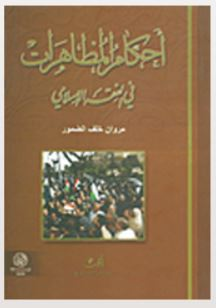 أحكام المظاهرات
في الفقه الإسلامي
مروان خلف الضمور